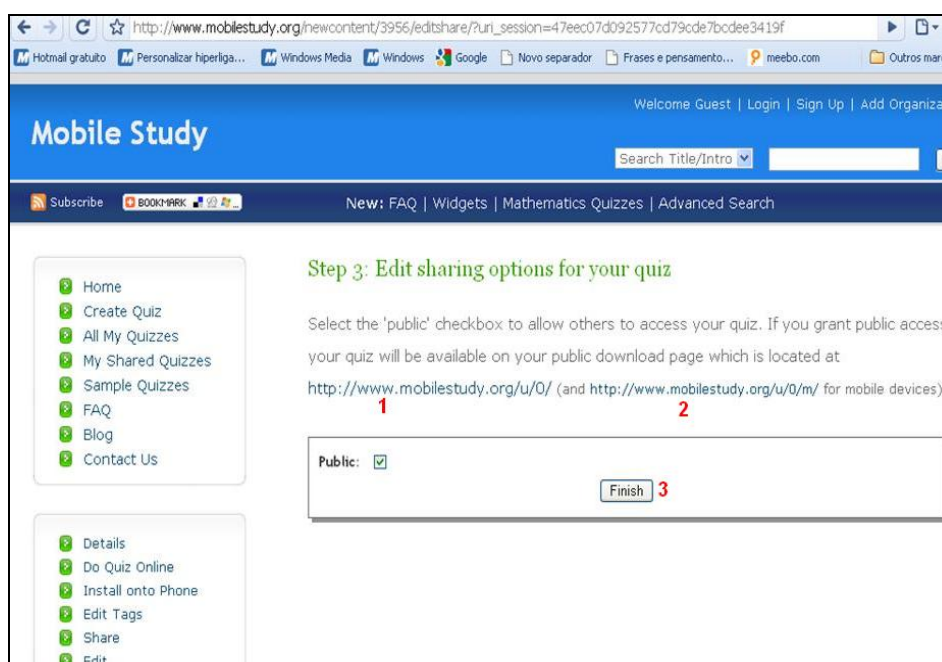 http://www.mobilestudy.org/newcontent/3956/editshare/?uri_session=47eec07d092577cd79cde7bcdee3419f
Hotmail gratuito Personalizar hiperliga... Windows Media Windows Google Novo separador Frases e pensamento... meebo.com Outros mar
Welcome Guest | Login | Sign Up | Add Organiza
Mobile Study
Search Title/Intro
Subscribe BOOKMARK
New: FAQ | Widgets | Mathematics Quizzes | Advanced Search
Home
Create Quiz
All My Quizzes
My Shared Quizzes
Sample Quizzes
FAQ
Blog
Contact Us
Details
Do Quiz Online
Install onto Phone
Edit Tags
Share
Edit
Step 3: Edit sharing options for your quiz
Select the 'public' checkbox to allow others to access your quiz. If you grant public access
your quiz will be available on your public download page which is located at
http://www.mobilestudy.org/u/0/ (and http://www.mobilestudy.org/u/0/m/ for mobile devices)
1 2
Public:
Finish 3